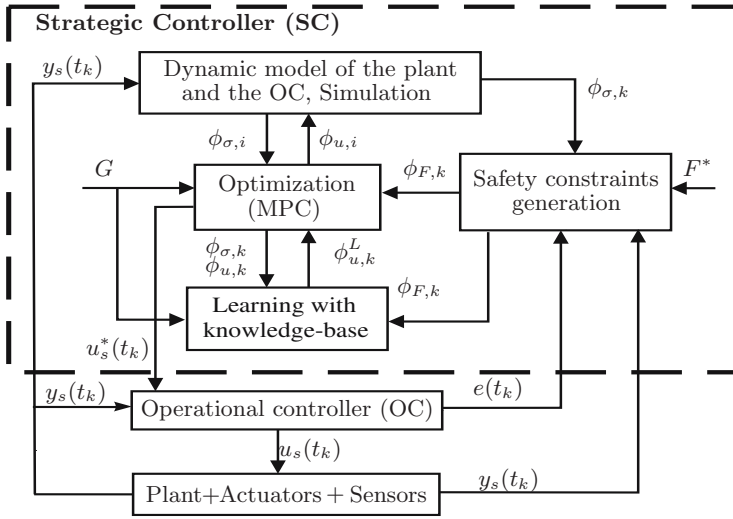 Strategic Controller (SC)
y_s(t_k)
Dynamic model of the plant
and the OC, Simulation
ϕ_{σ,k}
ϕ_{σ,i}
ϕ_{u,i}
G
Optimization
(MPC)
ϕ_{F,k}
Safety constraints
generation
F*
ϕ_{σ,k}
ϕ_{u,k}
ϕ^L_{u,k}
ϕ_{F,k}
Learning with
knowledge-base
u*_s(t_k)
y_s(t_k)
Operational controller (OC)
e(t_k)
u_s(t_k)
Plant+Actuators + Sensors
y_s(t_k)